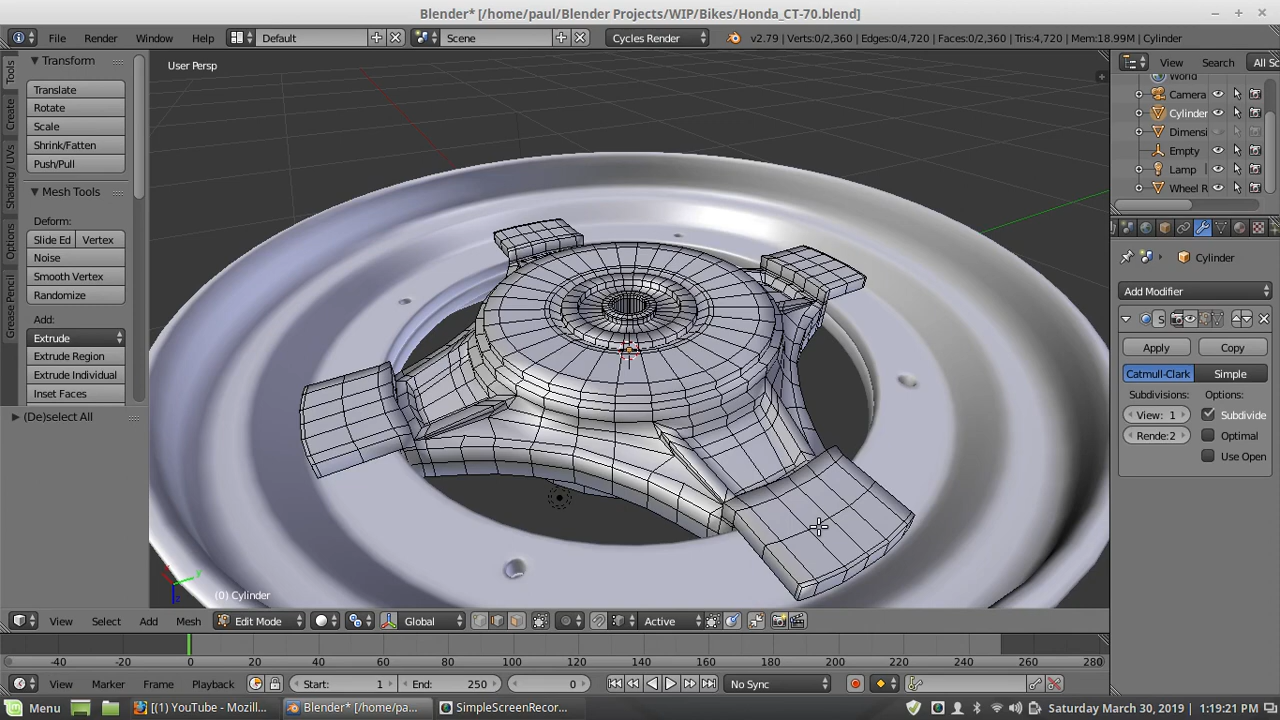 Blender* [/home/paul/Blender Projects/WIP/Bikes/Honda_CT-70.blend]
File Render Window Help Default Scene Cycles Render v2.79 | Verts:0/2,360 | Edges:0/4,720 | Faces:0/2,360 | Tris:4,720 | Mem:18.99M | Cylinder
Tools
Create
Shading / UVs
Options
Grease Pencil
Transform
Translate
Rotate
Scale
Shrink/Fatten
Push/Pull
Mesh Tools
Deform:
Slide Ed Vertex
Noise
Smooth Vertex
Randomize
Add:
Extrude
Extrude Region
Extrude Individual
Inset Faces
(De)select All
User Persp
(0) Cylinder
View Search All Sc
World
Camera
Cylinder
Dimensi
Empty
Lamp
Wheel R
Cylinder
Add Modifier
S
Apply Copy
Catmull-Clark Simple
Subdivisions: Options:
View: 1 Subdivide
Rende:2 Optimal
Use Open
View Select Add Mesh Edit Mode Global Active
-40 -20 0 20 40 60 80 100 120 140 160 180 200 220 240 260 280
View Marker Frame Playback Start: 1 End: 250 0 No Sync
Menu [(1) YouTube - Mozill... Blender* [/home/pa... SimpleScreenRecor... Saturday March 30, 2019 | 1:19:21 PM